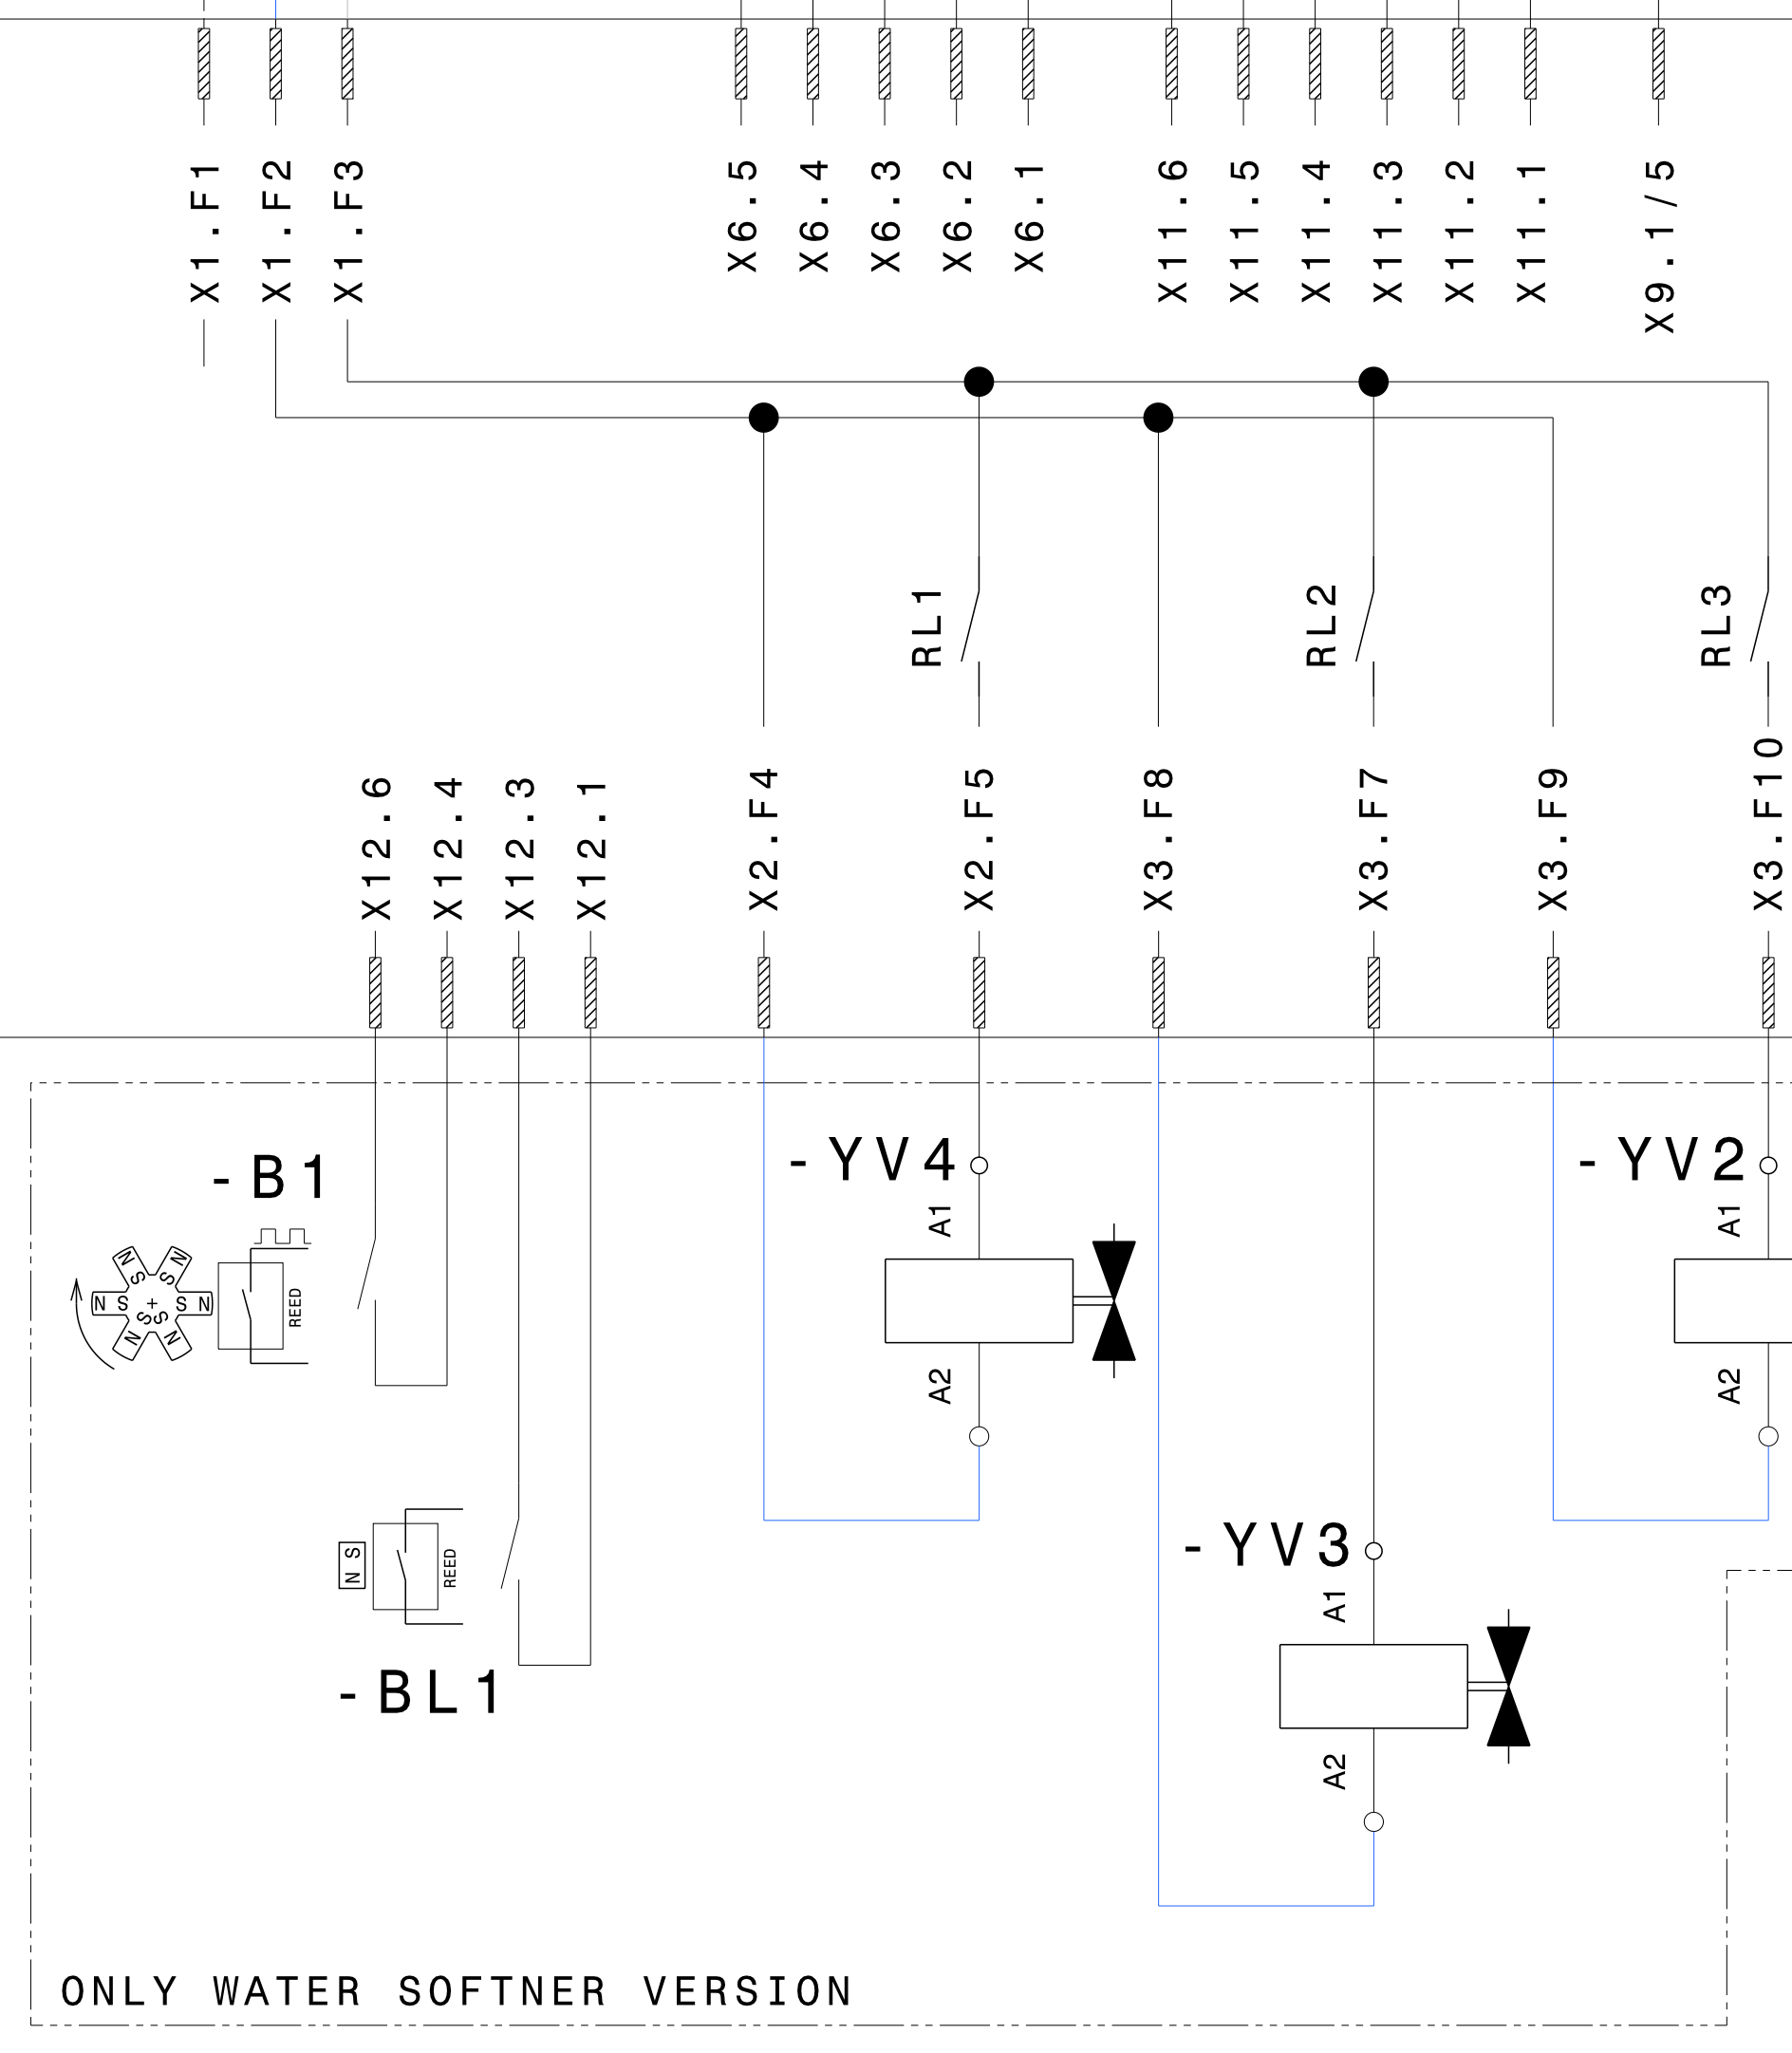 X1.F1
X1.F2
X1.F3
X6.5
X6.4
X6.3
X6.2
X6.1
X11.6
X11.5
X11.4
X11.3
X11.2
X11.1
X9.1/5
RL1
RL2
RL3
X12.6
X12.4
X12.3
X12.1
X2.F4
X2.F5
X3.F8
X3.F7
X3.F9
X3.F10
-B1
N S
N S
N S
S N
S N
S N
REED
-YV4
A1
A2
-YV2
A1
A2
N S
REED
-BL1
-YV3
A1
A2
ONLY WATER SOFTNER VERSION